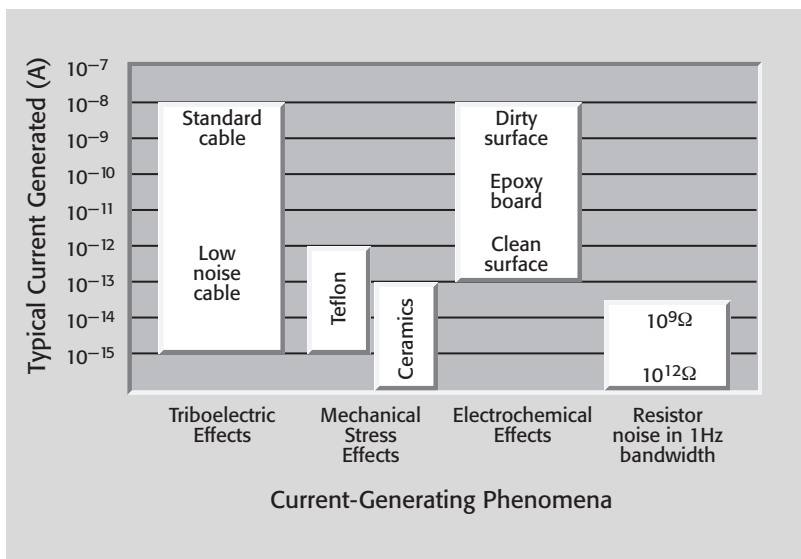 Typical Current Generated (A)
10⁻⁷
10⁻⁸
10⁻⁹
10⁻¹⁰
10⁻¹¹
10⁻¹²
10⁻¹³
10⁻¹⁴
10⁻¹⁵
Standard
cable
Low
noise
cable
Teflon
Ceramics
Dirty
surface
Epoxy
board
Clean
surface
10⁹Ω
10¹²Ω
Triboelectric
Effects
Mechanical
Stress
Effects
Electrochemical
Effects
Resistor
noise in 1Hz
bandwidth
Current-Generating Phenomena